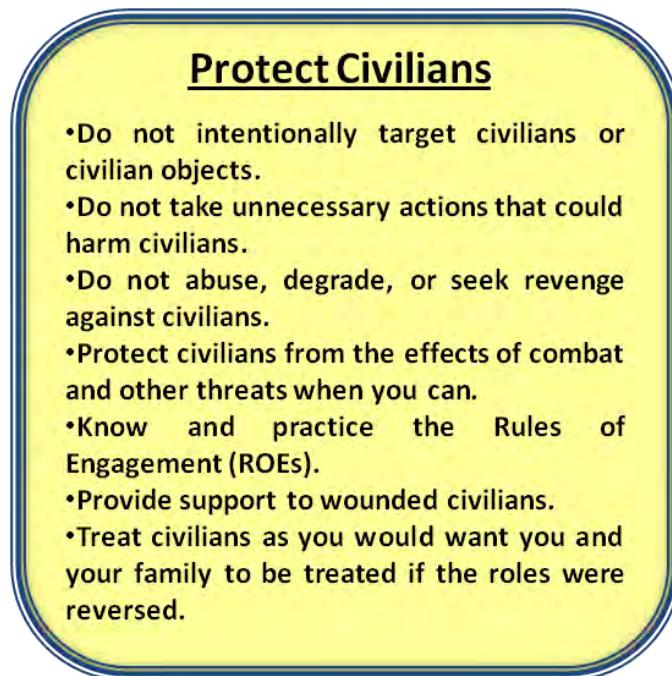 Protect Civilians
•Do not intentionally target civilians or
civilian objects.
•Do not take unnecessary actions that could
harm civilians.
•Do not abuse, degrade, or seek revenge
against civilians.
•Protect civilians from the effects of combat
and other threats when you can.
•Know and practice the Rules of
Engagement (ROEs).
•Provide support to wounded civilians.
•Treat civilians as you would want you and
your family to be treated if the roles were
reversed.